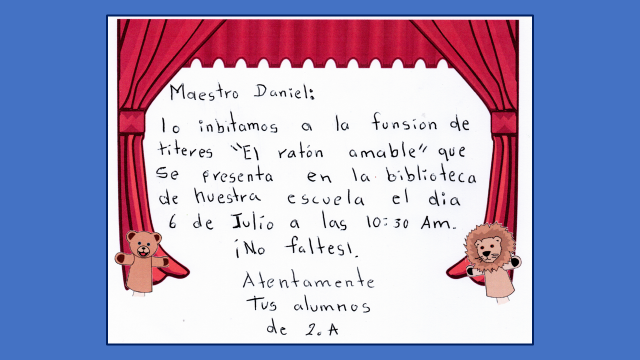 Maestro Daniel:
lo inbitamos a la funsión de
titeres "El ratón amable" que
se presenta en la biblioteca
de nuestra escuela el dia
6 de Julio a las 10:30 Am.
¡No faltes!.
Atentamente
Tus alumnos
de 2.A